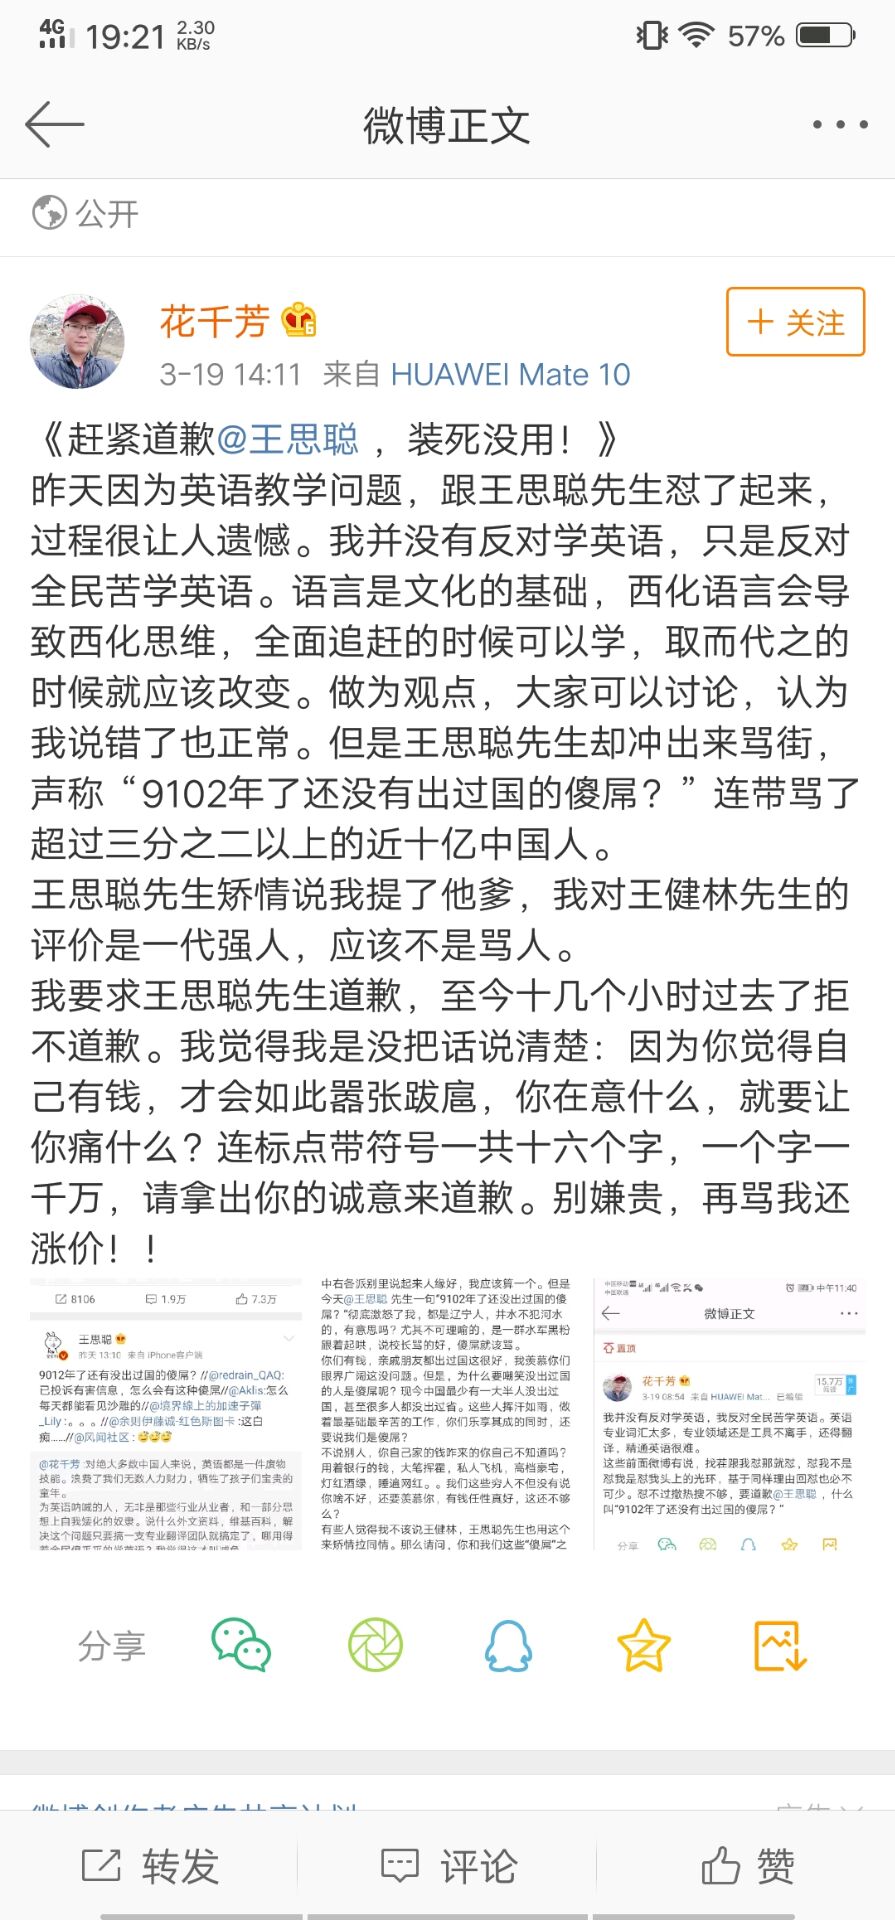 4G 19:21 2.30 KB/s 57%
微博正文
公开
花千芳
+ 关注
3-19 14:11 来自 HUAWEI Mate 10
《赶紧道歉@王思聪 ，装死没用！》
昨天因为英语教学问题，跟王思聪先生怼了起来，
过程很让人遗憾。我并没有反对学英语，只是反对
全民苦学英语。语言是文化的基础，西化语言会导
致西化思维，全面追赶的时候可以学，取而代之的
时候就应该改变。做为观点，大家可以讨论，认为
我说错了也正常。但是王思聪先生却冲出来骂街，
声称“9102年了还没有出过国的傻屌？”连带骂了
超过三分之二以上的近十亿中国人。
王思聪先生矫情说我提了他爹，我对王健林先生的
评价是一代强人，应该不是骂人。
我要求王思聪先生道歉，至今十几个小时过去了拒
不道歉。我觉得我是没把话说清楚：因为你觉得自
己有钱，才会如此嚣张跋扈，你在意什么，就要让
你痛什么？连标点带符号一共十六个字，一个字一
千万，请拿出你的诚意来道歉。别嫌贵，再骂我还
涨价！！
8106 1.9万 7.3万
王思聪
昨天 13:10 来自 iPhone客户端
9012年了还有没出过国的傻屌？//@redrain_QAQ:
已投诉有害信息，怎么会有这种傻屌//@Aklis:怎么
每天都能看见沙雕的//@境界線上的加速子彈
_Lily：。。。//@余则伊藤诚-红色斯图卡：这白
痴……//@风闻社区：
@花千芳 :对绝大多数中国人来说，英语都是一件废物
技能。浪费了我们无数人力财力，牺牲了孩子们宝贵的
童年。
为英语呐喊的人，无非是那些行业从业者，和一部分思
想上自我矮化的奴隶。说什么外文资料，维基百科，解
决这个问题只要搞一支专业翻译团队就搞定了，哪用得
中右各派别里说起来人缘好，我应该算一个。但是
今天@王思聪 先生一句“9102年了还没出过国的傻
屌？”彻底激怒了我，都是辽宁人，井水不犯河水
的，有意思吗？尤其不可理喻的，是一群水军黑粉
跟着起哄，说校长骂的好，傻屌就该骂。
你们有钱，亲戚朋友都出过国这很好，我羡慕你们
眼界广阔这没问题。但是，为什么要嘲笑没出过国
的人是傻屌呢？现今中国最少有一大半人没出过
国，甚至很多人都没出过省。这些人挥汗如雨，做
着最基础最辛苦的工作，你们乐享其成的同时，还
要说我们是傻屌？
不说别人，你自己家的钱咋来的你自己不知道吗？
用着银行的钱，大笔挥霍，私人飞机，高档豪宅，
灯红酒绿，睡遍网红。。我们这些穷人不但没有说
你啥不好，还要羡慕你，有钱任性真好，这还不够
么？
有些人觉得我不该说王健林，王思聪先生也用这个
来矫情拉同情。那么请问，你和我们这些“傻屌”之
中午11:40
微博正文
置顶
花千芳
3-19 08:54 来自 HUAWEI Mat... 已编辑
15.7万
阅读
我并没有反对学英语，我反对全民苦学英语。英语
专业词汇太多，专业领域还是工具不离手，还得翻
译，精通英语很难。
这些前面微博有说，找茬跟我怼那就怼，怼我不是
怼我是怼我头上的光环，基于同样理由回怼也必不
可少。怼不过撤热搜不够，要道歉@王思聪 ，什么
叫“9102年了还没有出过国的傻屌？”
分享
分享
转发
评论
赞